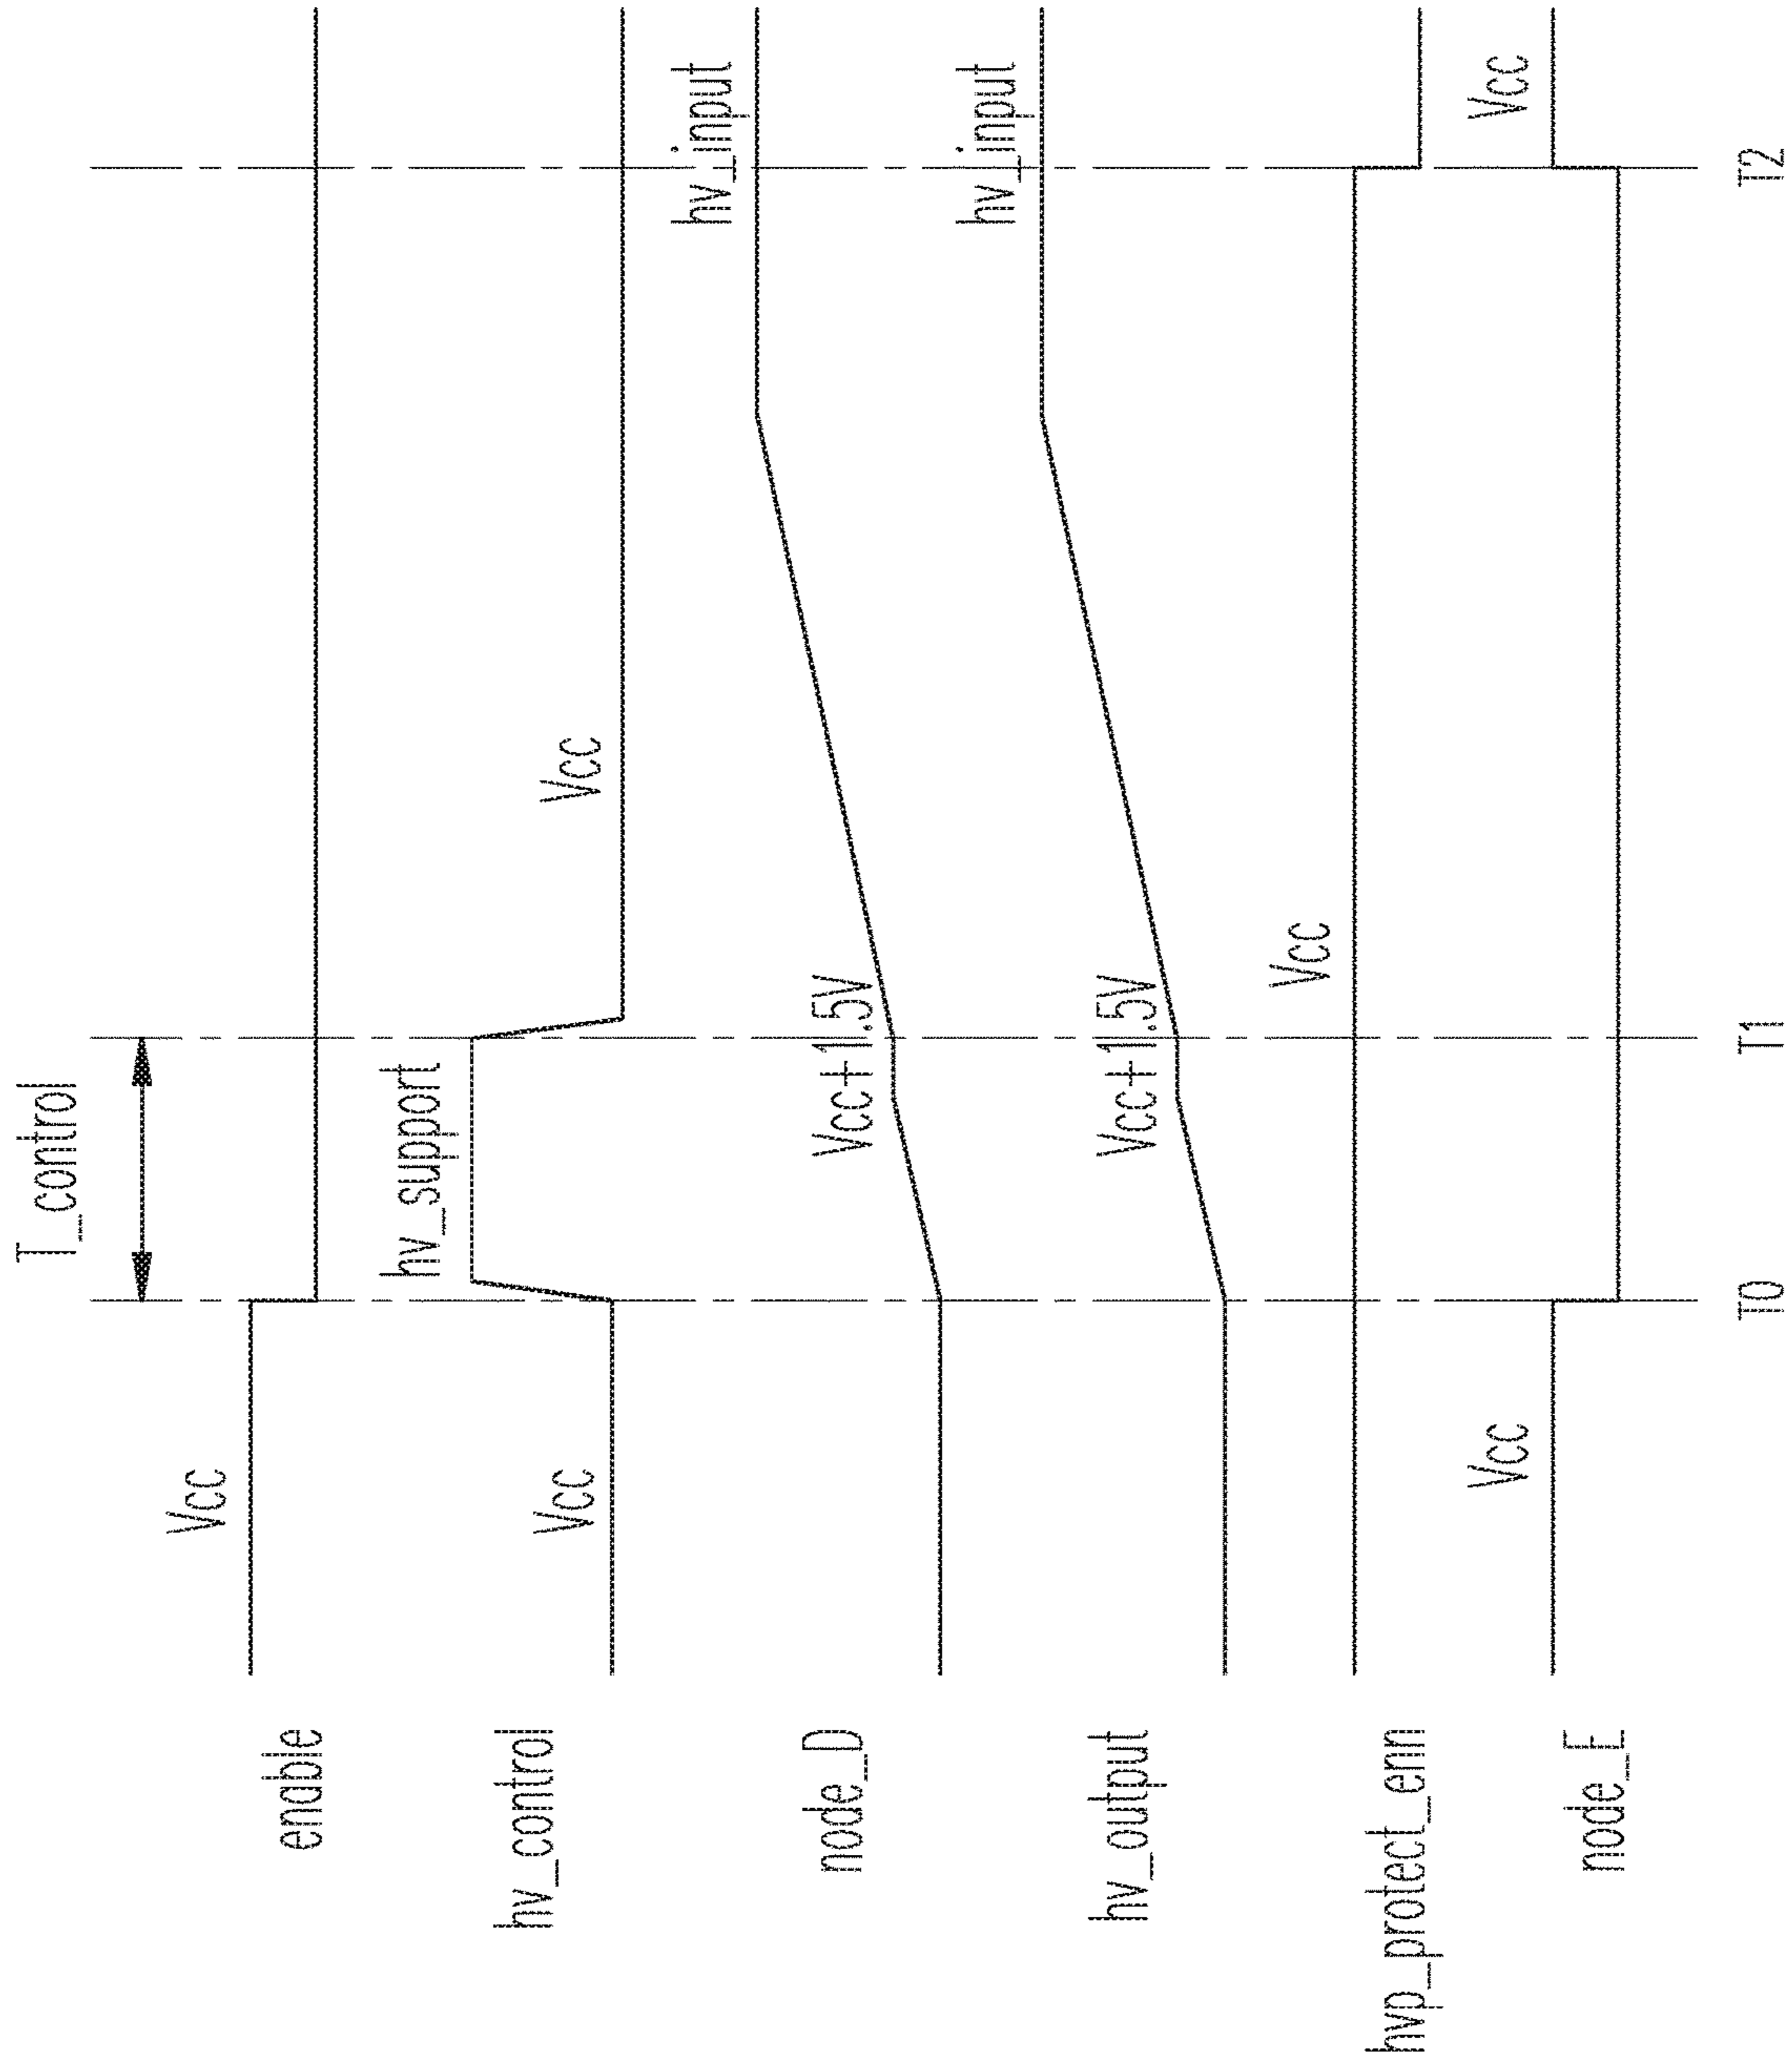 T_control
enable
Vcc
hv_control
Vcc
hv_support
Vcc
node_D
Vcc+1.5V
hv_input
hv_output
Vcc+1.5V
hv_input
hvp_protect_enn
Vcc
node_E
Vcc
Vcc
T0
T1
T2